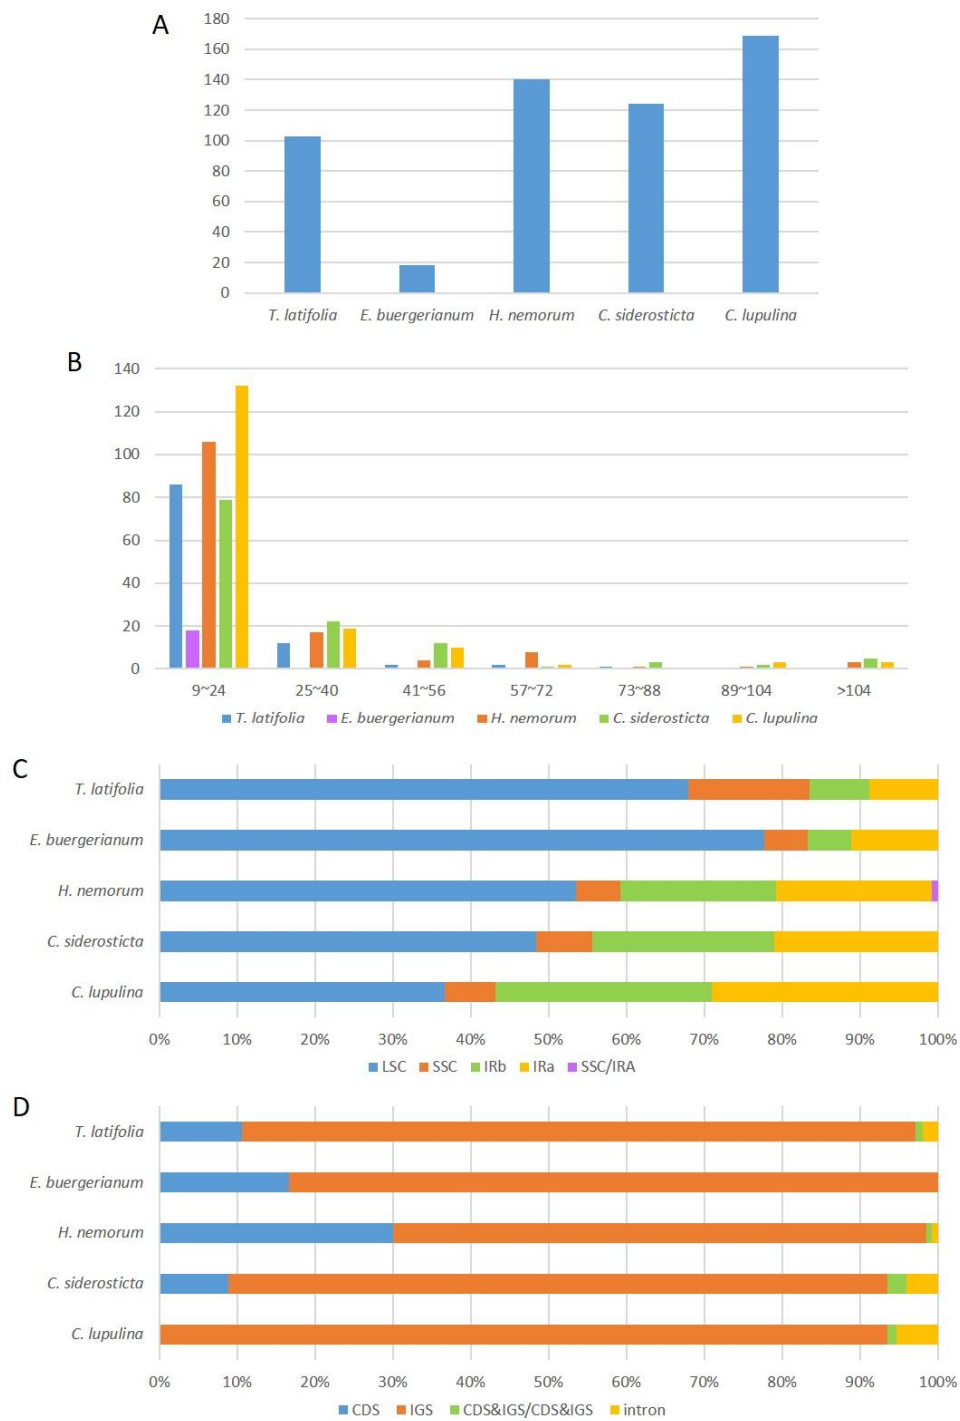 A
180
160
140
120
100
80
60
40
20
0
T. latifolia E. buergerianum H. nemorum C. siderosticta C. lupulina
B
140
120
100
80
60
40
20
0
9~24 25~40 41~56 57~72 73~88 89~104 >104
T. latifolia E. buergerianum H. nemorum C. siderosticta C. lupulina
C
T. latifolia
E. buergerianum
H. nemorum
C. siderosticta
C. lupulina
0% 10% 20% 30% 40% 50% 60% 70% 80% 90% 100%
LSC SSC IRb IRa SSC/IRA
D
T. latifolia
E. buergerianum
H. nemorum
C. siderosticta
C. lupulina
0% 10% 20% 30% 40% 50% 60% 70% 80% 90% 100%
CDS IGS CDS&IGS/CDS&IGS intron